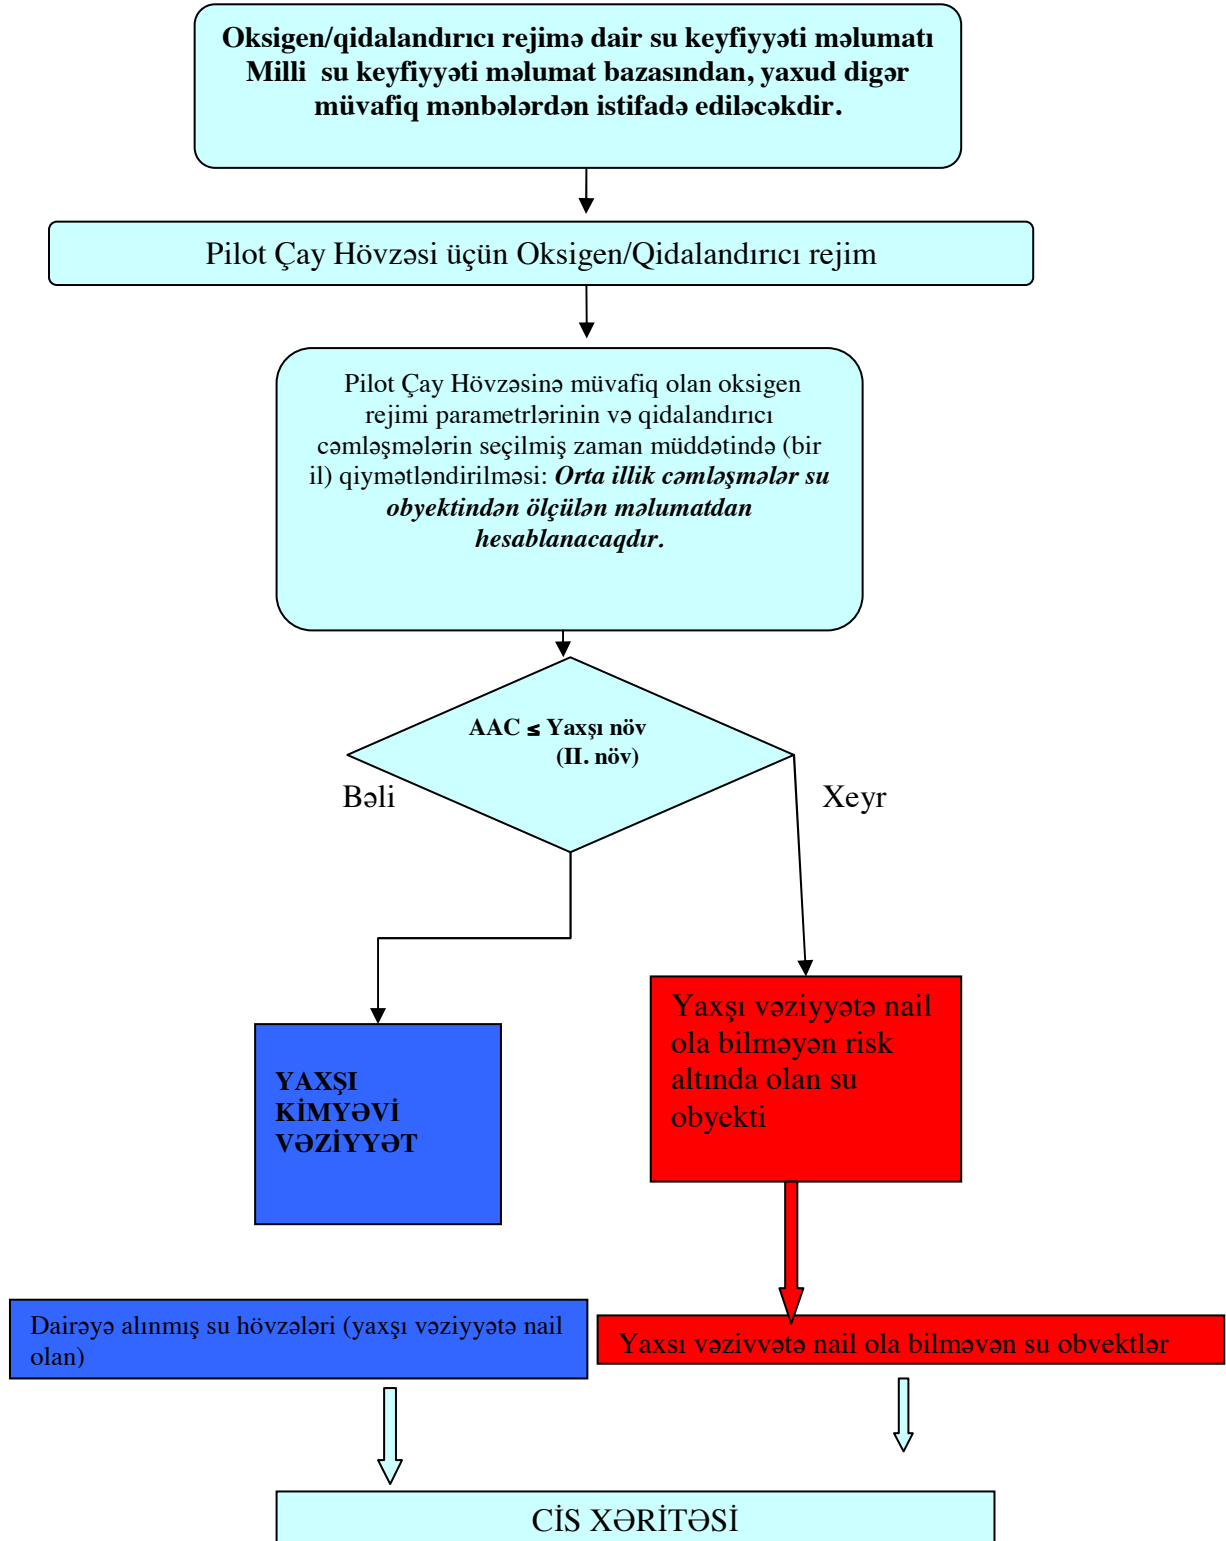 Oksigen/qidalandırıcı rejimə dair su keyfiyyəti məlumatı
Milli su keyfiyyəti məlumat bazasından, yaxud digər
müvafiq mənbələrdən istifadə ediləcəkdir.
Pilot Çay Hövzəsi üçün Oksigen/Qidalandırıcı rejim
Pilot Çay Hövzəsinə müvafiq olan oksigen
rejimi parametrlərinin və qidalandırıcı
cəmləşmələrin seçilmiş zaman müddətində (bir
il) qiymətləndirilməsi: Orta illik cəmləşmələr su
obyektindən ölçülən məlumatdan
hesablanacaqdır.
AAC ≤ Yaxşı növ
(II. növ)
Bəli
Xeyr
Yaxşı vəziyyətə nail
ola bilməyən risk
altında olan su
obyekti
YAXŞI
KİMYƏVİ
VƏZİYYƏT
Dairəyə alınmış su hövzələri (yaxşı vəziyyətə nail
olan)
Yaxşı vəziyyətə nail ola bilməyən su obyektlər
CİS XƏRİTƏSİ